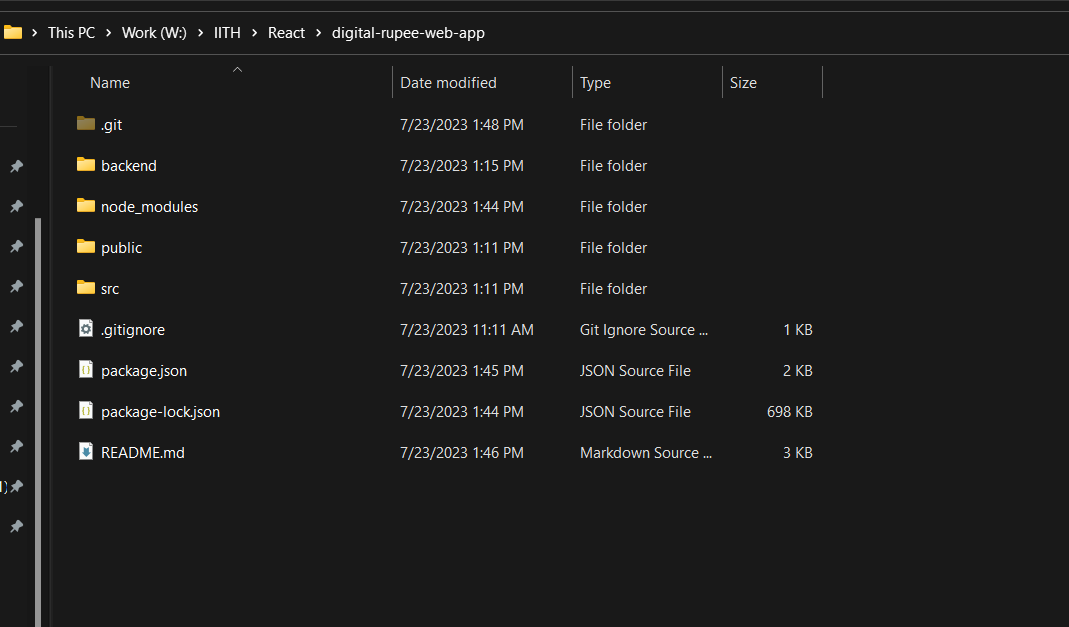 This PC > Work (W:) > IITH > React > digital-rupee-web-app
Name Date modified Type Size
.git 7/23/2023 1:48 PM File folder
backend 7/23/2023 1:15 PM File folder
node_modules 7/23/2023 1:44 PM File folder
public 7/23/2023 1:11 PM File folder
src 7/23/2023 1:11 PM File folder
.gitignore 7/23/2023 11:11 AM Git Ignore Source ... 1 KB
package.json 7/23/2023 1:45 PM JSON Source File 2 KB
package-lock.json 7/23/2023 1:44 PM JSON Source File 698 KB
README.md 7/23/2023 1:46 PM Markdown Source ... 3 KB